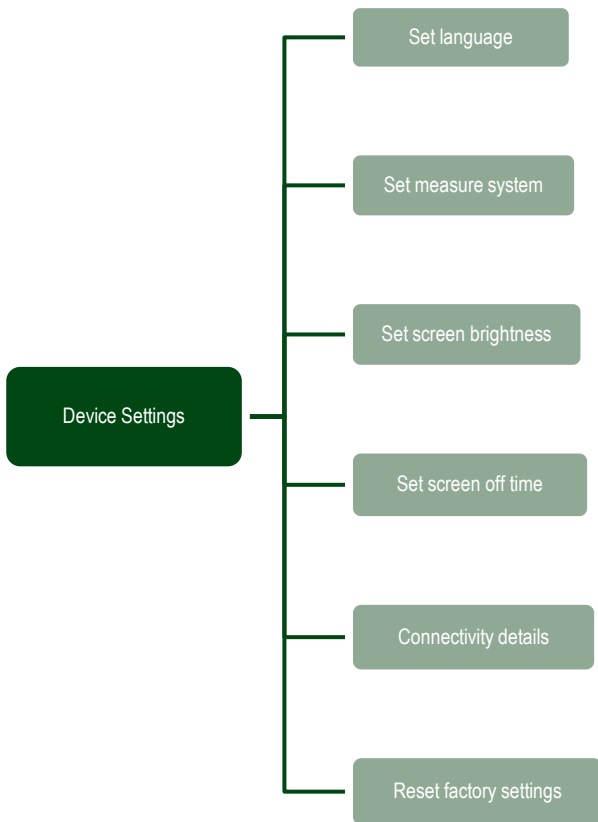 Set language
Set measure system
Set screen brightness
Device Settings
Set screen off time
Connectivity details
Reset factory settings